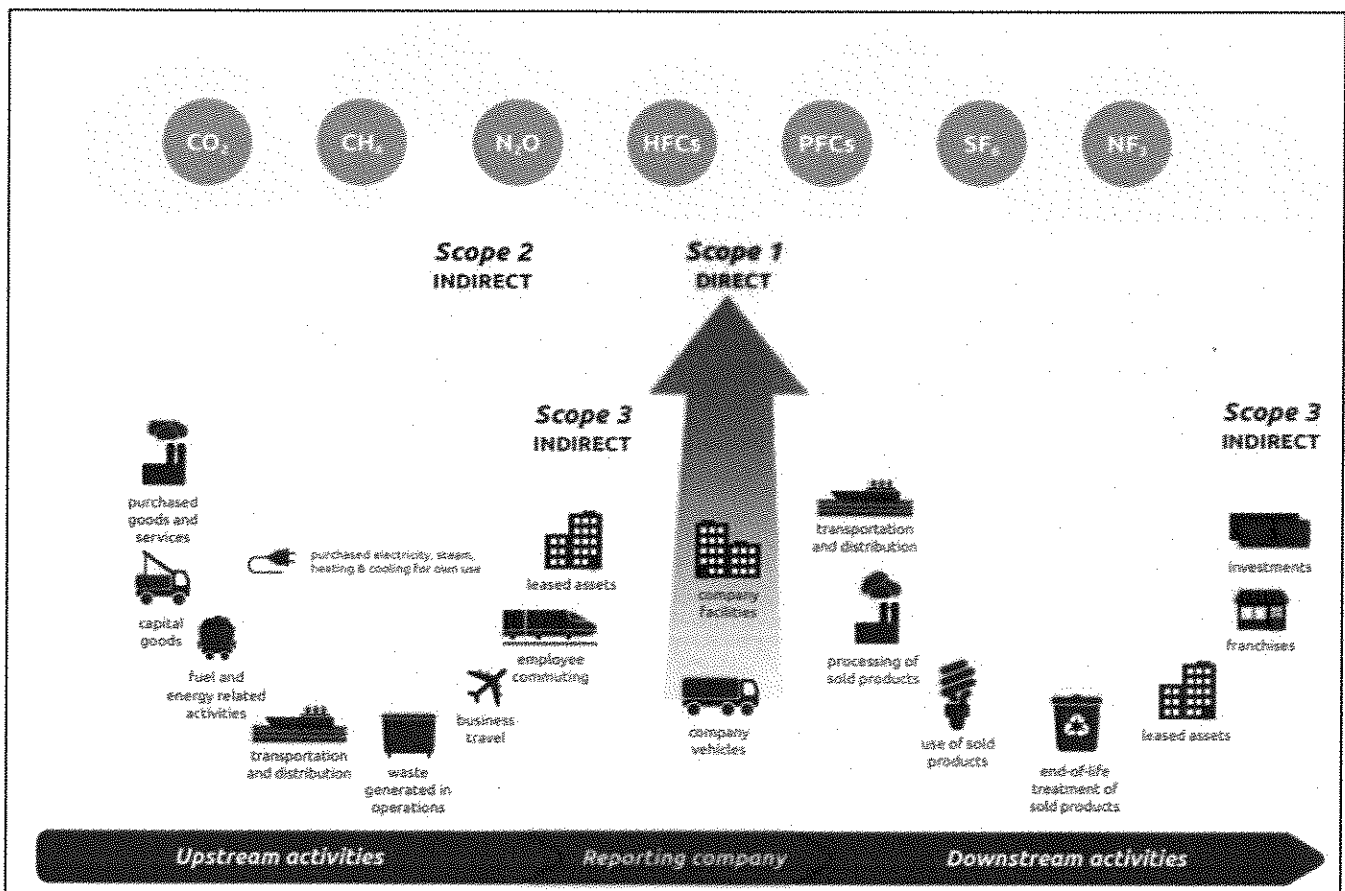 CO₂ CH₄ N₂O HFCs PFCs SF₆ NF₃
Scope 2
INDIRECT
Scope 1
DIRECT
Scope 3
INDIRECT
Scope 3
INDIRECT
purchased
goods and
services
capital
goods
fuel and
energy related
activities
purchased electricity, steam,
heating & cooling for own use
transportation
and distribution
waste
generated in
operations
business
travel
employee
commuting
leased assets
company
facilities
company
vehicles
transportation
and distribution
processing of
sold products
use of sold
products
end-of-life
treatment of
sold products
leased assets
franchises
investments
Upstream activities
Reporting company
Downstream activities